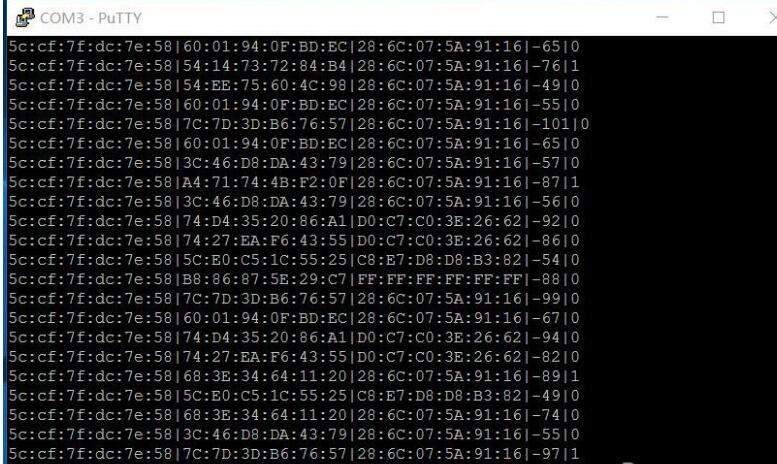 COM3 - PuTTY
5c:cf:7f:dc:7e:58|60:01:94:0F:BD:EC|28:6C:07:5A:91:16|-65|0
5c:cf:7f:dc:7e:58|54:14:73:72:84:B4|28:6C:07:5A:91:16|-76|1
5c:cf:7f:dc:7e:58|54:EE:75:60:4C:98|28:6C:07:5A:91:16|-49|0
5c:cf:7f:dc:7e:58|60:01:94:0F:BD:EC|28:6C:07:5A:91:16|-55|0
5c:cf:7f:dc:7e:58|7C:7D:3D:B6:76:57|28:6C:07:5A:91:16|-101|0
5c:cf:7f:dc:7e:58|60:01:94:0F:BD:EC|28:6C:07:5A:91:16|-65|0
5c:cf:7f:dc:7e:58|3C:46:D8:DA:43:79|28:6C:07:5A:91:16|-57|0
5c:cf:7f:dc:7e:58|A4:71:74:4B:F2:0F|28:6C:07:5A:91:16|-87|1
5c:cf:7f:dc:7e:58|3C:46:D8:DA:43:79|28:6C:07:5A:91:16|-56|0
5c:cf:7f:dc:7e:58|74:D4:35:20:86:A1|D0:C7:C0:3E:26:62|-92|0
5c:cf:7f:dc:7e:58|74:27:EA:F6:43:55|D0:C7:C0:3E:26:62|-86|0
5c:cf:7f:dc:7e:58|5C:E0:C5:1C:55:25|C8:E7:D8:D8:B3:82|-54|0
5c:cf:7f:dc:7e:58|B8:86:87:5E:29:C7|FF:FF:FF:FF:FF:FF|-88|0
5c:cf:7f:dc:7e:58|7C:7D:3D:B6:76:57|28:6C:07:5A:91:16|-99|0
5c:cf:7f:dc:7e:58|60:01:94:0F:BD:EC|28:6C:07:5A:91:16|-67|0
5c:cf:7f:dc:7e:58|74:D4:35:20:86:A1|D0:C7:C0:3E:26:62|-94|0
5c:cf:7f:dc:7e:58|74:27:EA:F6:43:55|D0:C7:C0:3E:26:62|-82|0
5c:cf:7f:dc:7e:58|68:3E:34:64:11:20|28:6C:07:5A:91:16|-89|1
5c:cf:7f:dc:7e:58|5C:E0:C5:1C:55:25|C8:E7:D8:D8:B3:82|-49|0
5c:cf:7f:dc:7e:58|68:3E:34:64:11:20|28:6C:07:5A:91:16|-74|0
5c:cf:7f:dc:7e:58|3C:46:D8:DA:43:79|28:6C:07:5A:91:16|-55|0
5c:cf:7f:dc:7e:58|7C:7D:3D:B6:76:57|28:6C:07:5A:91:16|-97|1